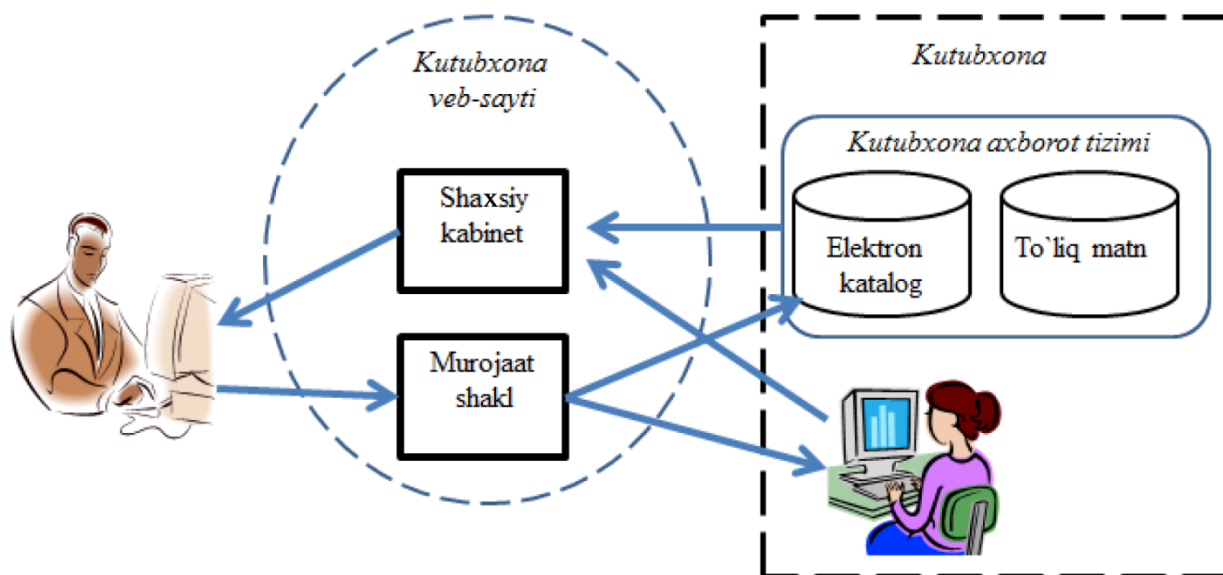 Kutubxona
veb-sayti
Kutubxona
Kutubxona axborot tizimi
Shaxsiy
kabinet
Elektron
katalog
To`liq matn
Murojaat
shakl